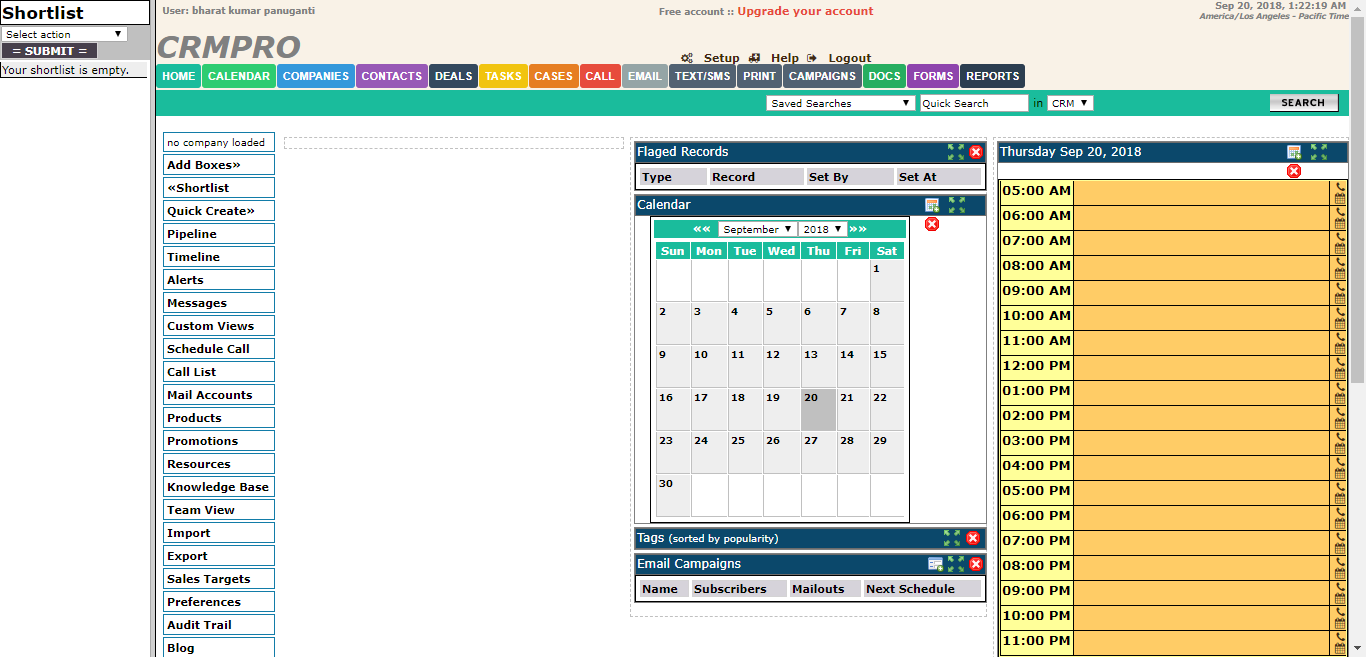 Shortlist
Select action
= SUBMIT =
Your shortlist is empty.
User: bharat kumar panuganti
Free account :: Upgrade your account
Sep 20, 2018, 1:22:19 AM
America/Los Angeles - Pacific Time
CRMPRO
Setup Help Logout
HOME CALENDAR COMPANIES CONTACTS DEALS TASKS CASES CALL EMAIL TEXT/SMS PRINT CAMPAIGNS DOCS FORMS REPORTS
Saved Searches Quick Search in CRM SEARCH
no company loaded
Add Boxes»
«Shortlist
Quick Create»
Pipeline
Timeline
Alerts
Messages
Custom Views
Schedule Call
Call List
Mail Accounts
Products
Promotions
Resources
Knowledge Base
Team View
Import
Export
Sales Targets
Preferences
Audit Trail
Blog
Flaged Records
Type Record Set By Set At
Calendar
«« September 2018 »»
Sun Mon Tue Wed Thu Fri Sat
1
2 3 4 5 6 7 8
9 10 11 12 13 14 15
16 17 18 19 20 21 22
23 24 25 26 27 28 29
30
Tags (sorted by popularity)
Email Campaigns
Name Subscribers Mailouts Next Schedule
Thursday Sep 20, 2018
05:00 AM
06:00 AM
07:00 AM
08:00 AM
09:00 AM
10:00 AM
11:00 AM
12:00 PM
01:00 PM
02:00 PM
03:00 PM
04:00 PM
05:00 PM
06:00 PM
07:00 PM
08:00 PM
09:00 PM
10:00 PM
11:00 PM